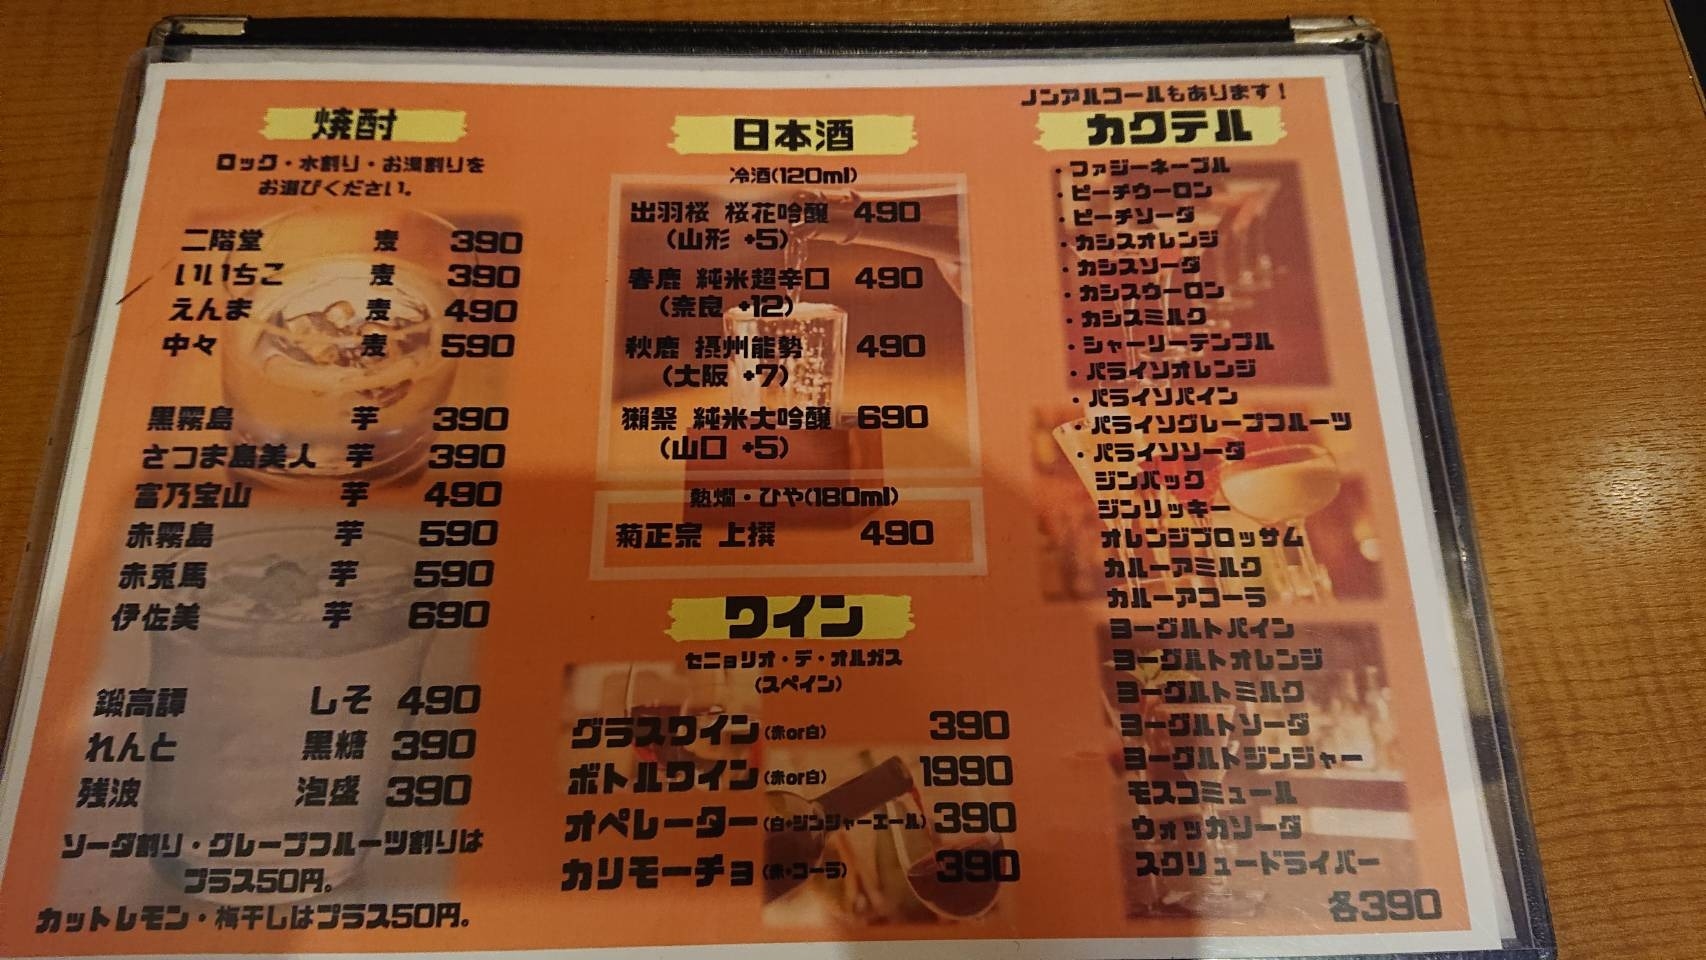 焼酎
ロック・水割り・お湯割りを
お選びください。
二階堂 麦 390
いいちこ 麦 390
えんま 麦 490
中々 麦 590
黒霧島 芋 390
さつま島美人 芋 390
富乃宝山 芋 490
赤霧島 芋 590
赤兎馬 芋 590
伊佐美 芋 690
鍛高譚 しそ 490
れんと 黒糖 390
残波 泡盛 390
ソーダ割り・グレープフルーツ割りは
プラス50円。
カットレモン・梅干しはプラス50円。
日本酒
冷酒(120ml)
出羽桜 桜花吟醸 490
(山形 +5)
春鹿 純米超辛口 490
(奈良 +12)
秋鹿 摂州能勢 490
(大阪 +7)
獺祭 純米大吟醸 690
(山口 +5)
熱燗・ひや(180ml)
菊正宗 上撰 490
ワイン
セニョリオ・デ・オルガス
(スペイン)
グラスワイン(赤or白) 390
ボトルワイン(赤or白) 1990
オペレーター(白・ジンジャーエール) 390
カリモーチョ(赤・コーラ) 390
ノンアルコールもあります！
カクテル
・ファジーネーブル
・ピーチウーロン
・ピーチソーダ
・カシスオレンジ
・カシスソーダ
・カシスウーロン
・カシスミルク
・シャーリーテンプル
・パライソオレンジ
・パライソパイン
・パライソグレープフルーツ
・パライソソーダ
ジンバック
ジンリッキー
オレンジブロッサム
カルーアミルク
カルーアコーラ
ヨーグルトパイン
ヨーグルトオレンジ
ヨーグルトミルク
ヨーグルトソーダ
ヨーグルトジンジャー
モスコミュール
ウォッカソーダ
スクリュードライバー
各390